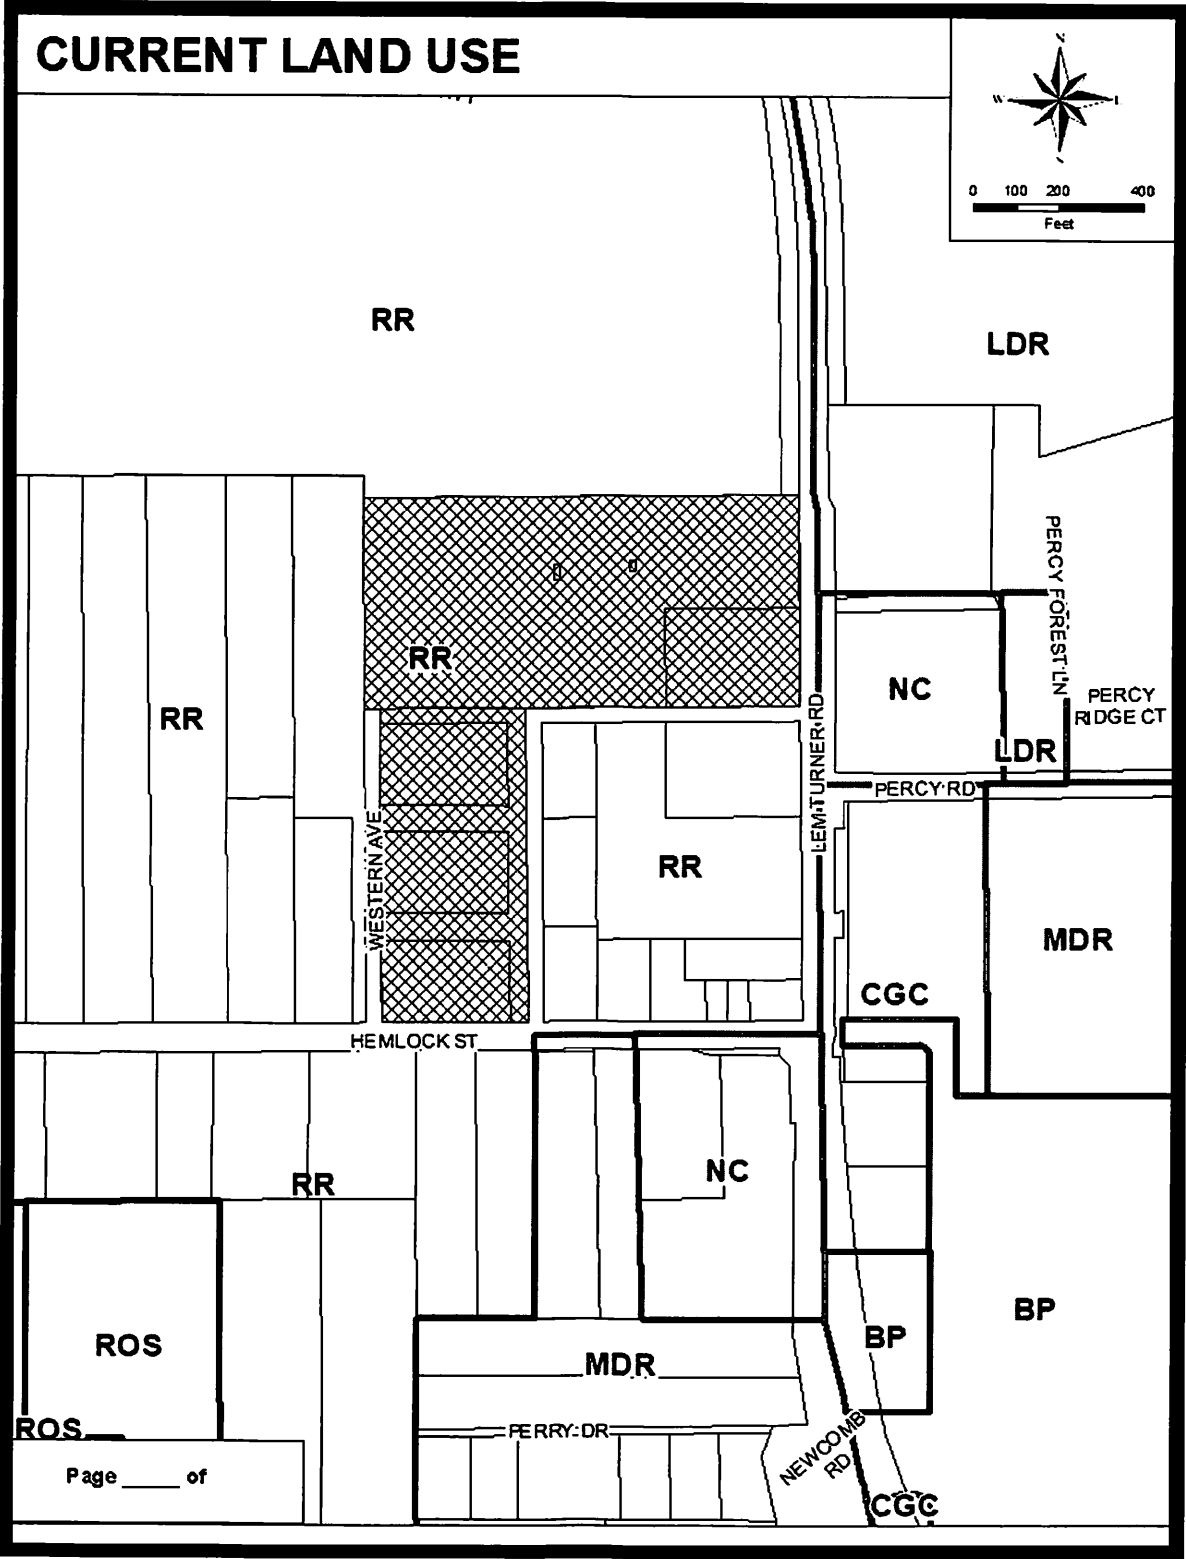 CURRENT LAND USE
W
0 100 200 400
Feet
RR
LDR
PERCY FOREST LN
RR
NC
PERCY
RIDGE CT
RR
LEM TURNER RD
LDR
PERCY RD
WESTERN AVE
RR
MDR
CGC
HEMLOCK ST
NC
RR
BP
BP
ROS
MDR
ROS
PERRY DR
NEWCOMB
RD
Page _____ of
CGC